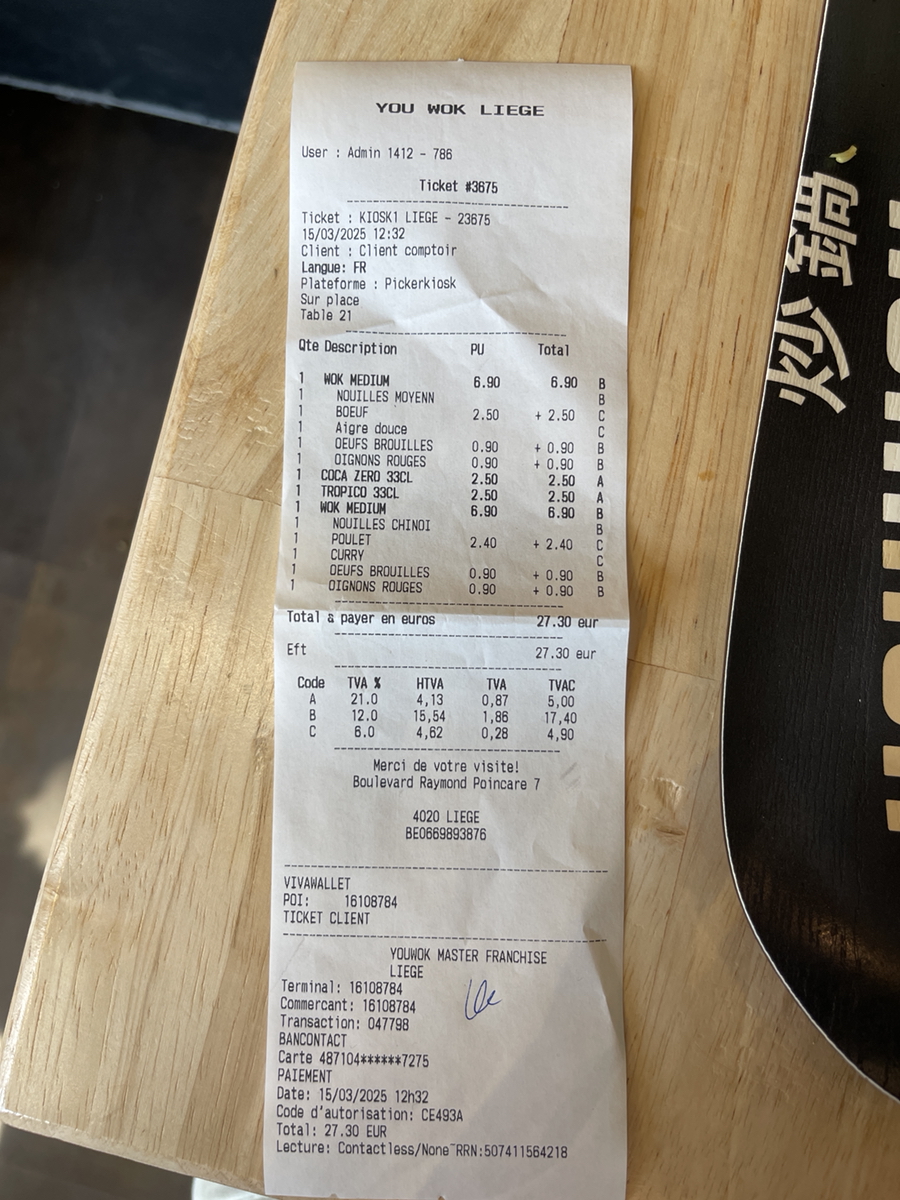 YOU WOK LIEGE
User : Admin 1412 - 786
Ticket #3675
Ticket : KIOSK1 LIEGE - 23675
15/03/2025 12:32
Client : Client comptoir
Langue: FR
Plateforme : Pickerkiosk
Sur place
Table 21
Qte Description PU Total
1 WOK MEDIUM 6.90 6.90 B
1 NOUILLES MOYENN B
1 BOEUF 2.50 + 2.50 C
1 Aigre douce C
1 OEUFS BROUILLES 0.90 + 0.90 B
1 OIGNONS ROUGES 0.90 + 0.90 B
1 COCA ZERO 33CL 2.50 2.50 A
1 TROPICO 33CL 2.50 2.50 A
1 WOK MEDIUM 6.90 6.90 B
1 NOUILLES CHINOI B
1 POULET 2.40 + 2.40 C
1 CURRY C
1 OEUFS BROUILLES 0.90 + 0.90 B
1 OIGNONS ROUGES 0.90 + 0.90 B
Total à payer en euros 27.30 eur
Eft 27.30 eur
Code TVA % HTVA TVA TVAC
A 21.0 4,13 0,87 5,00
B 12.0 15,54 1,86 17,40
C 6.0 4,62 0,28 4,90
Merci de votre visite!
Boulevard Raymond Poincare 7
4020 LIEGE
BE0669893876
VIVAWALLET
POI: 16108784
TICKET CLIENT
YOUWOK MASTER FRANCHISE
LIEGE
Terminal: 16108784
Commercant: 16108784
Transaction: 047798
BANCONTACT
Carte 487104******7275
PAIEMENT
Date: 15/03/2025 12h32
Code d'autorisation: CE493A
Total: 27.30 EUR
Lecture: Contactless/None RRN:507411564218
炒鍋